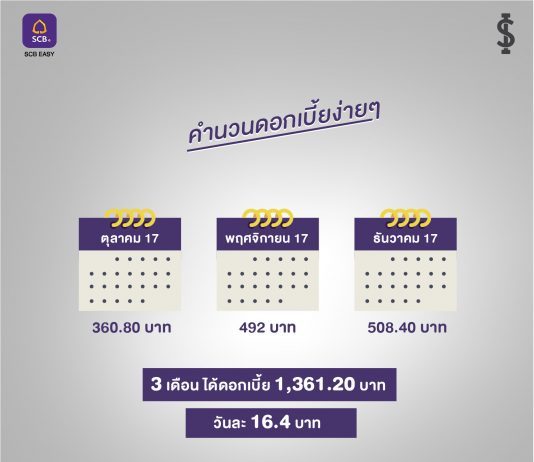 SCB+
SCB EASY
คำนวนดอกเบี้ยง่ายๆ
ตุลาคม 17
พฤศจิกายน 17
ธันวาคม 17
360.80 บาท
492 บาท
508.40 บาท
3 เดือน ได้ดอกเบี้ย 1,361.20 บาท
วันละ 16.4 บาท